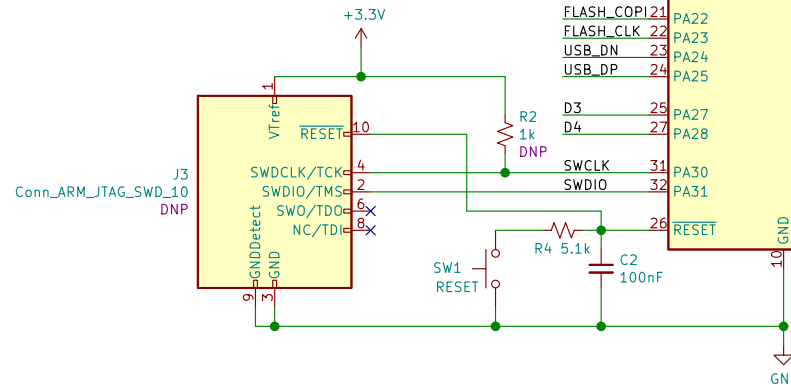 +3.3V
J3
Conn_ARM_JTAG_SWD_10
DNP
1
VTref
RESET
10
SWDCLK/TCK
4
SWDIO/TMS
2
SWO/TDO
6
NC/TDI
8
GNDDetect
GND
9
3
R2
1k
DNP
SW1
RESET
R4 5.1k
C2
100nF
FLASH_COPI 21 PA22
FLASH_CLK 22 PA23
USB_DN 23 PA24
USB_DP 24 PA25
D3 25 PA27
D4 27 PA28
SWCLK 31 PA30
SWDIO 32 PA31
26 RESET
GND
10
GN